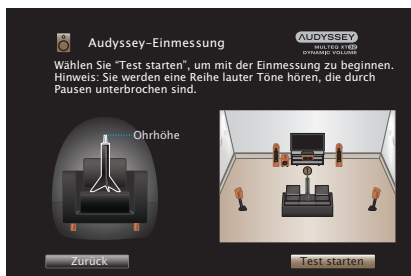 Audyssey-Einmessung
AUDYSSEY
MULTEQ XT32
DYNAMIC VOLUME
Wählen Sie “Test starten”, um mit der Einmessung zu beginnen.
Hinweis: Sie werden eine Reihe lauter Töne hören, die durch
Pausen unterbrochen sind.
Ohrhöhe
Zurück
Test starten